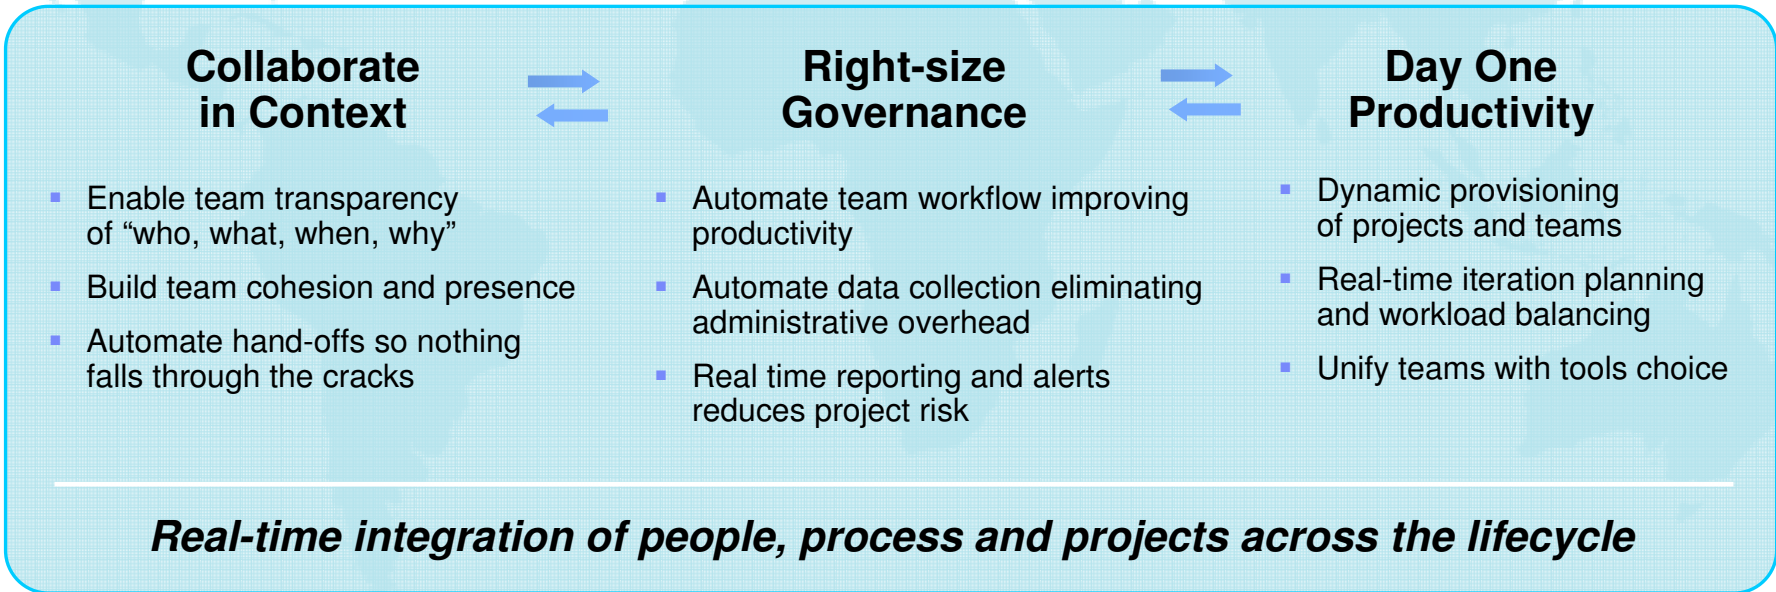 Collaborate
in Context
▪ Enable team transparency
of “who, what, when, why”
▪ Build team cohesion and presence
▪ Automate hand-offs so nothing
falls through the cracks
Right-size
Governance
▪ Automate team workflow improving
productivity
▪ Automate data collection eliminating
administrative overhead
▪ Real time reporting and alerts
reduces project risk
Day One
Productivity
▪ Dynamic provisioning
of projects and teams
▪ Real-time iteration planning
and workload balancing
▪ Unify teams with tools choice
Real-time integration of people, process and projects across the lifecycle